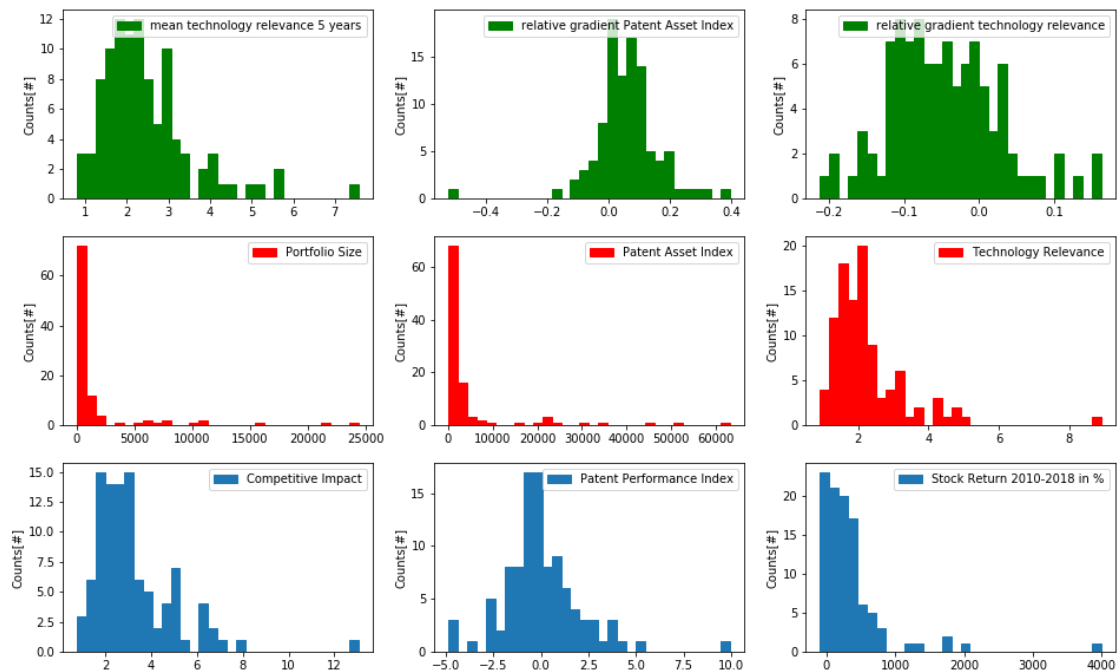 12
10
8
6
4
2
0
Counts[#]
mean technology relevance 5 years
1 2 3 4 5 6 7
15
10
5
0
Counts[#]
relative gradient Patent Asset Index
−0.4 −0.2 0.0 0.2 0.4
8
6
4
2
0
Counts[#]
relative gradient technology relevance
−0.2 −0.1 0.0 0.1
60
40
20
0
Counts[#]
Portfolio Size
0 5000 10000 15000 20000 25000
60
40
20
0
Counts[#]
Patent Asset Index
0 10000 20000 30000 40000 50000 60000
20
15
10
5
0
Counts[#]
Technology Relevance
2 4 6 8
15.0
12.5
10.0
7.5
5.0
2.5
0.0
Counts[#]
Competitive Impact
2 4 6 8 10 12
15
10
5
0
Counts[#]
Patent Performance Index
−5.0 −2.5 0.0 2.5 5.0 7.5 10.0
20
15
10
5
0
Counts[#]
Stock Return 2010-2018 in %
0 1000 2000 3000 4000